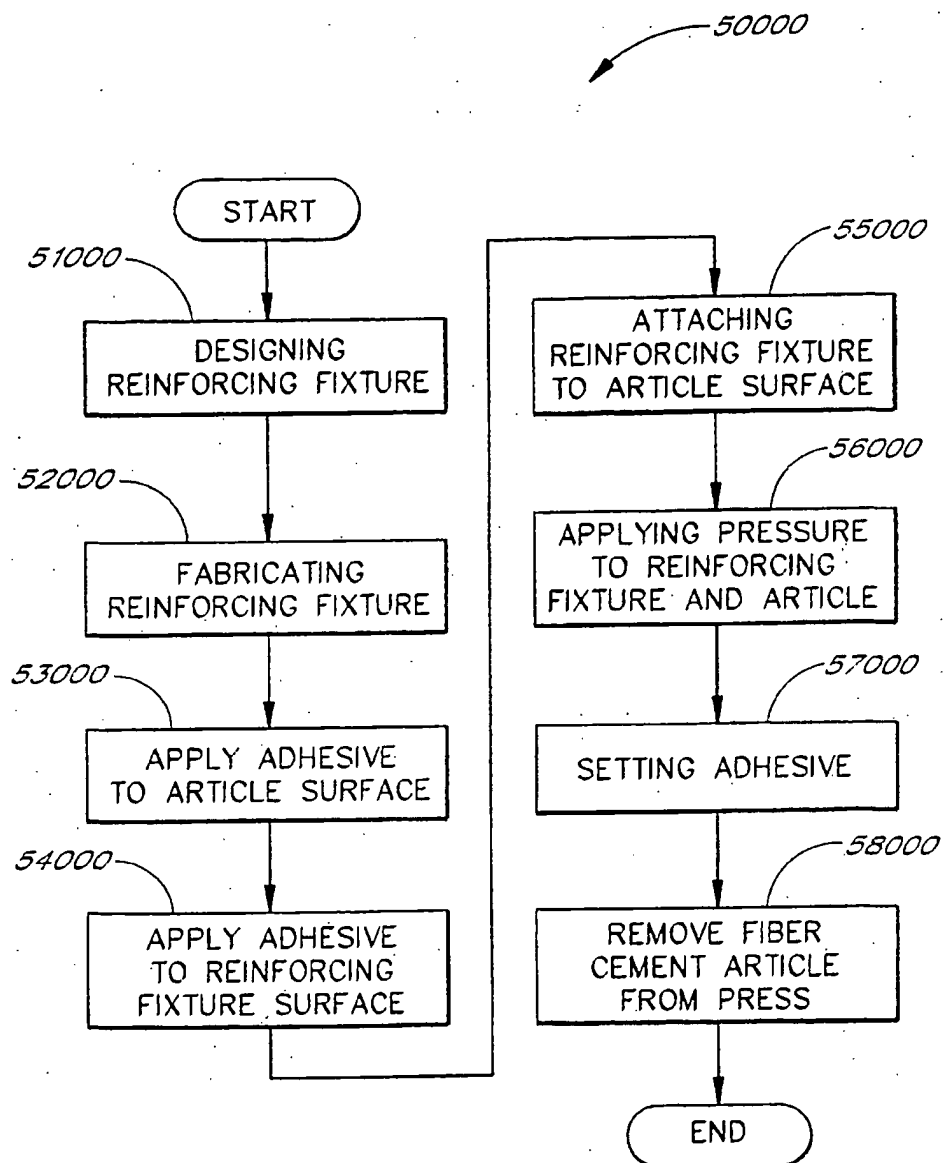 50000
START
51000
DESIGNING
REINFORCING FIXTURE
52000
FABRICATING
REINFORCING FIXTURE
53000
APPLY ADHESIVE
TO ARTICLE SURFACE
54000
APPLY ADHESIVE
TO REINFORCING
FIXTURE SURFACE
55000
ATTACHING
REINFORCING FIXTURE
TO ARTICLE SURFACE
56000
APPLYING PRESSURE
TO REINFORCING
FIXTURE AND ARTICLE
57000
SETTING ADHESIVE
58000
REMOVE FIBER
CEMENT ARTICLE
FROM PRESS
END